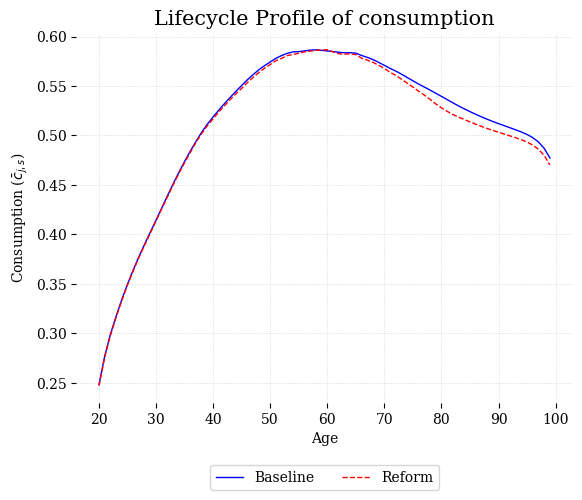 Lifecycle Profile of consumption
0.60
0.55
0.50
0.45
0.40
0.35
0.30
0.25
Consumption ($\bar{c}_{j,s}$)
20 30 40 50 60 70 80 90 100
Age
Baseline Reform